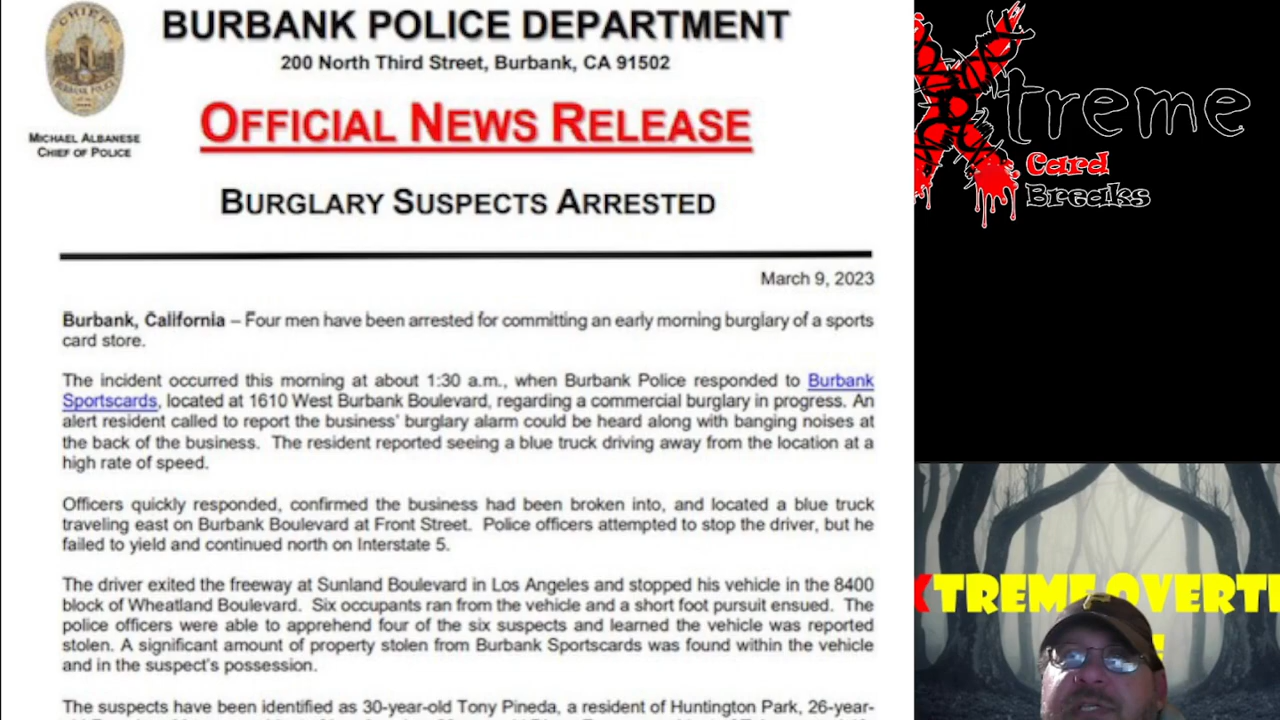 BURBANK POLICE DEPARTMENT
200 North Third Street, Burbank, CA 91502
OFFICIAL NEWS RELEASE
MICHAEL ALBANESE
CHIEF OF POLICE
BURGLARY SUSPECTS ARRESTED
March 9, 2023
Burbank, California – Four men have been arrested for committing an early morning burglary of a sports
card store.
The incident occurred this morning at about 1:30 a.m., when Burbank Police responded to Burbank
Sportscards, located at 1610 West Burbank Boulevard, regarding a commercial burglary in progress. An
alert resident called to report the business' burglary alarm could be heard along with banging noises at
the back of the business. The resident reported seeing a blue truck driving away from the location at a
high rate of speed.
Officers quickly responded, confirmed the business had been broken into, and located a blue truck
traveling east on Burbank Boulevard at Front Street. Police officers attempted to stop the driver, but he
failed to yield and continued north on Interstate 5.
The driver exited the freeway at Sunland Boulevard in Los Angeles and stopped his vehicle in the 8400
block of Wheatland Boulevard. Six occupants ran from the vehicle and a short foot pursuit ensued. The
police officers were able to apprehend four of the six suspects and learned the vehicle was reported
stolen. A significant amount of property stolen from Burbank Sportscards was found within the vehicle
and in the suspect's possession.
The suspects have been identified as 30-year-old Tony Pineda, a resident of Huntington Park, 26-year-
Xtreme
Card
Breaks
XTREME OVERTI